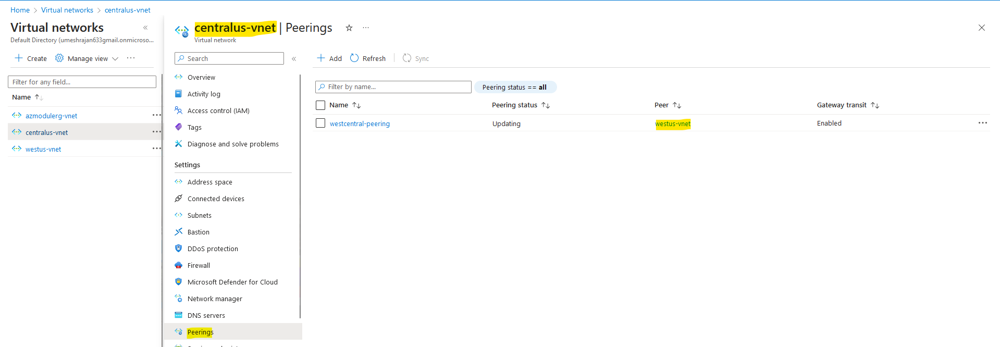 Home > Virtual networks > centralus-vnet
Virtual networks «
Default Directory (umeshrajan633gmail.onmicroso...
+ Create Manage view ...
Filter for any field...
Name ↑↓
azmodulerg-vnet ...
centralus-vnet ...
westus-vnet ...
centralus-vnet | Peerings ☆ ...
Virtual network
Search «
Overview
Activity log
Access control (IAM)
Tags
Diagnose and solve problems
Settings
Address space
Connected devices
Subnets
Bastion
DDoS protection
Firewall
Microsoft Defender for Cloud
Network manager
DNS servers
Peerings
+ Add Refresh Sync
Filter by name... Peering status == all
Name ↑↓ Peering status ↑↓ Peer ↑↓ Gateway transit ↑↓
westcentral-peering Updating westus-vnet Enabled ...